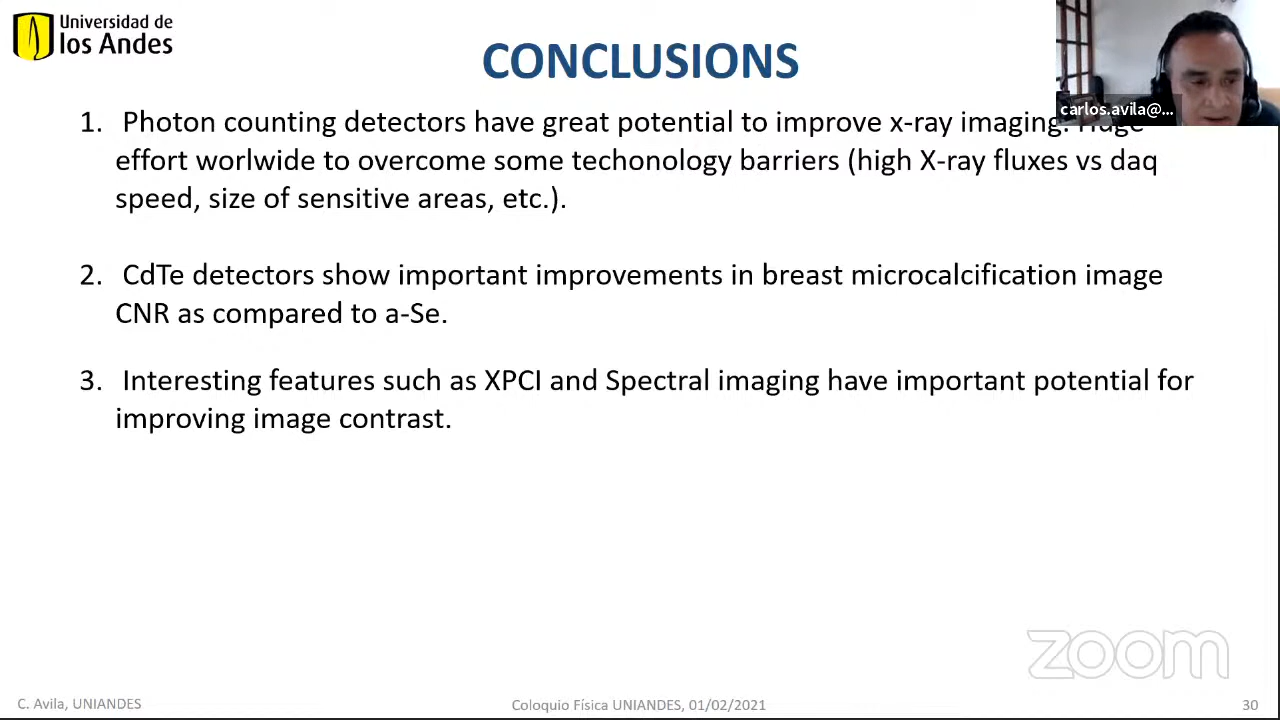 Universidad de
los Andes
CONCLUSIONS
carlos.avila@...
1. Photon counting detectors have great potential to improve x-ray imaging. Huge
effort worlwide to overcome some techonology barriers (high X-ray fluxes vs daq
speed, size of sensitive areas, etc.).
2. CdTe detectors show important improvements in breast microcalcification image
CNR as compared to a-Se.
3. Interesting features such as XPCI and Spectral imaging have important potential for
improving image contrast.
zoom
C. Avila, UNIANDES
Coloquio Física UNIANDES, 01/02/2021
30